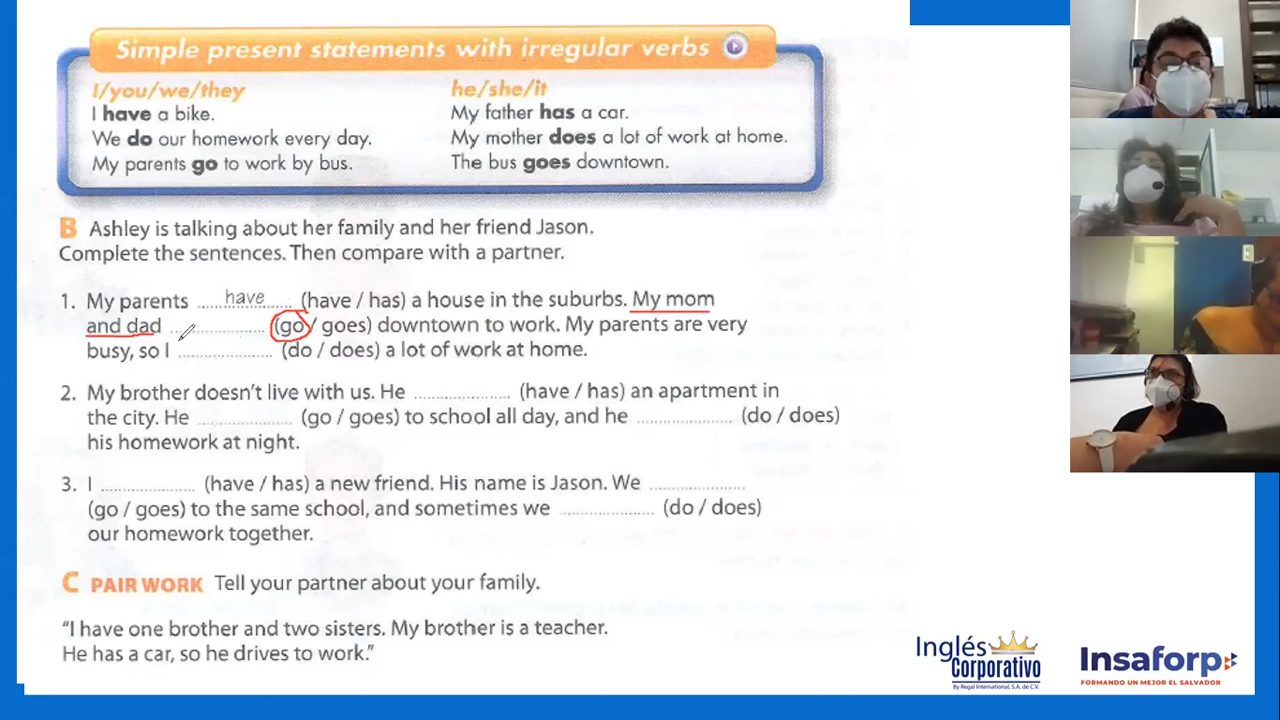 Simple present statements with irregular verbs
I/you/we/they
I have a bike.
We do our homework every day.
My parents go to work by bus.
he/she/it
My father has a car.
My mother does a lot of work at home.
The bus goes downtown.
B Ashley is talking about her family and her friend Jason.
Complete the sentences. Then compare with a partner.
1. My parents have (have / has) a house in the suburbs. My mom
and dad .................. (go / goes) downtown to work. My parents are very
busy, so I .................. (do / does) a lot of work at home.
2. My brother doesn't live with us. He .................. (have / has) an apartment in
the city. He .................. (go / goes) to school all day, and he .................. (do / does)
his homework at night.
3. I .................. (have / has) a new friend. His name is Jason. We ..................
(go / goes) to the same school, and sometimes we .................. (do / does)
our homework together.
C PAIR WORK Tell your partner about your family.
"I have one brother and two sisters. My brother is a teacher.
He has a car, so he drives to work."
Inglés
Corporativo
By Regal International, S.A. de C.V.
Insaforp
FORMANDO UN MEJOR EL SALVADOR